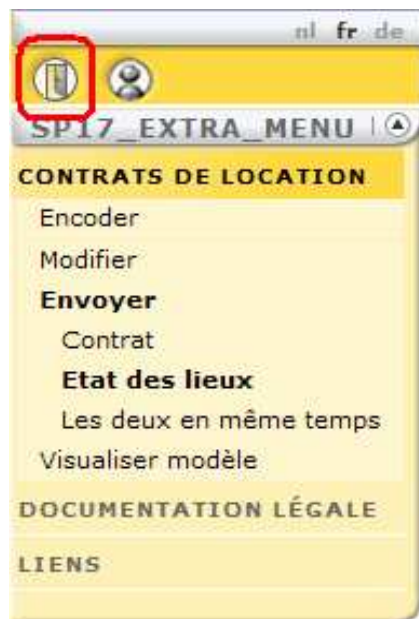 nl fr de
SP17_EXTRA_MENU
CONTRATS DE LOCATION
Encoder
Modifier
Envoyer
Contrat
Etat des lieux
Les deux en même temps
Visualiser modèle
DOCUMENTATION LÉGALE
LIENS